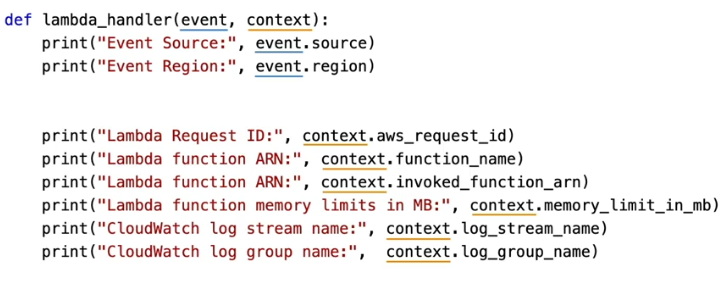 def lambda_handler(event, context):
    print("Event Source:", event.source)
    print("Event Region:", event.region)
    print("Lambda Request ID:", context.aws_request_id)
    print("Lambda function ARN:", context.function_name)
    print("Lambda function ARN:", context.invoked_function_arn)
    print("Lambda function memory limits in MB:", context.memory_limit_in_mb)
    print("CloudWatch log stream name:", context.log_stream_name)
    print("CloudWatch log group name:",  context.log_group_name)